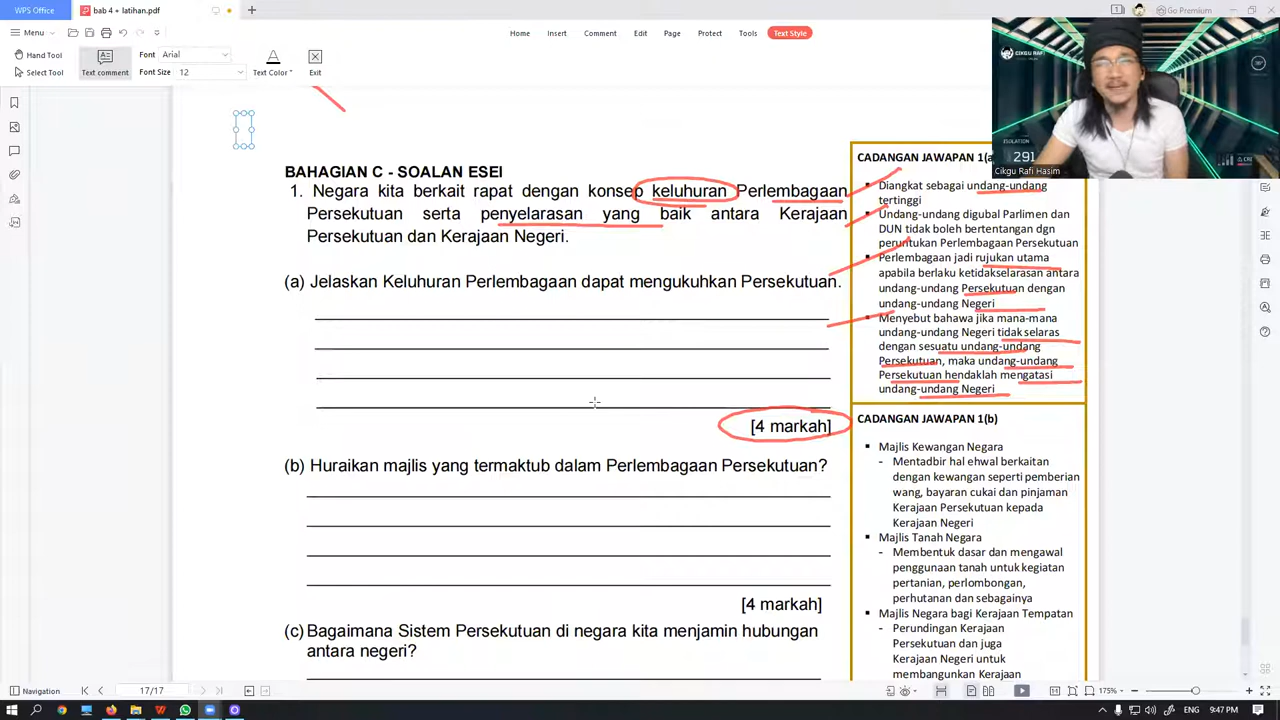 WPS Office
bab 4 + latihan.pdf
Go Premium
Menu
Home
Insert
Comment
Edit
Page
Protect
Tools
Text Style
Hand Tool
Select Tool
Text comment
Font
Arial
Font Size
12
Text Color
Exit
CIKGU RAFI
ISOLATION
291
Cikgu Rafi Hasim
BAHAGIAN C - SOALAN ESEI
1. Negara kita berkait rapat dengan konsep keluhuran Perlembagaan
Persekutuan serta penyelarasan yang baik antara Kerajaan
Persekutuan dan Kerajaan Negeri.
(a) Jelaskan Keluhuran Perlembagaan dapat mengukuhkan Persekutuan.
[4 markah]
(b) Huraikan majlis yang termaktub dalam Perlembagaan Persekutuan?
[4 markah]
(c) Bagaimana Sistem Persekutuan di negara kita menjamin hubungan
antara negeri?
CADANGAN JAWAPAN 1(a
▪ Diangkat sebagai undang-undang
tertinggi
▪ Undang-undang digubal Parlimen dan
DUN tidak boleh bertentangan dgn
peruntukan Perlembagaan Persekutuan
▪ Perlembagaan jadi rujukan utama
apabila berlaku ketidakselarasan antara
undang-undang Persekutuan dengan
undang-undang Negeri
▪ Menyebut bahawa jika mana-mana
undang-undang Negeri tidak selaras
dengan sesuatu undang-undang
Persekutuan, maka undang-undang
Persekutuan hendaklah mengatasi
undang-undang Negeri
CADANGAN JAWAPAN 1(b)
▪ Majlis Kewangan Negara
- Mentadbir hal ehwal berkaitan
dengan kewangan seperti pemberian
wang, bayaran cukai dan pinjaman
Kerajaan Persekutuan kepada
Kerajaan Negeri
▪ Majlis Tanah Negara
- Membentuk dasar dan mengawal
penggunaan tanah untuk kegiatan
pertanian, perlombongan,
perhutanan dan sebagainya
▪ Majlis Negara bagi Kerajaan Tempatan
- Perundingan Kerajaan
Persekutuan dan juga
Kerajaan Negeri untuk
membangunkan Kerajaan
Navigation
17/17
175%
ENG
9:47 PM